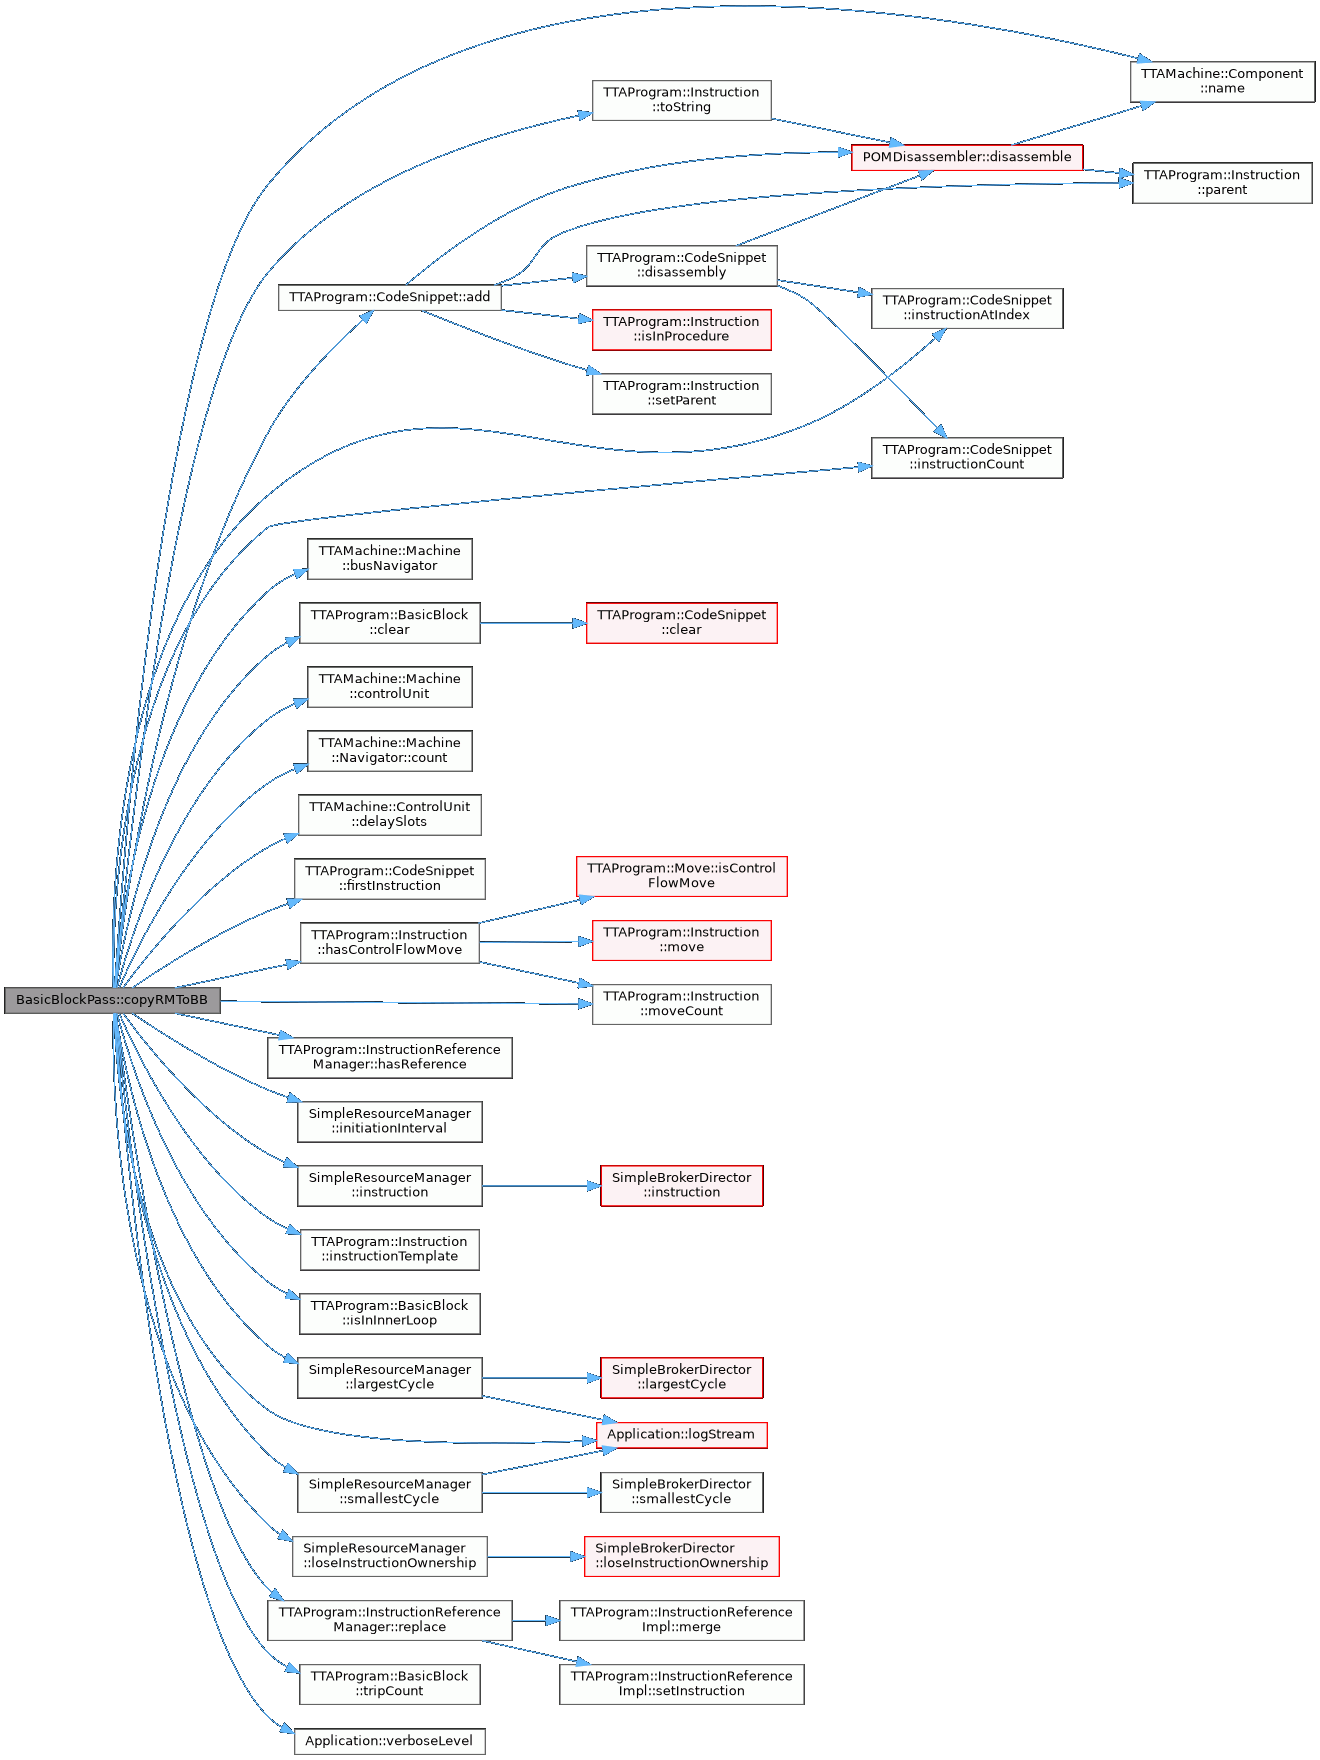 TTAMachine::Component
::name
TTAProgram::Instruction
::toString
POMDisassembler::disassemble
TTAProgram::Instruction
::parent
TTAProgram::CodeSnippet
::disassembly
TTAProgram::CodeSnippet::add
TTAProgram::CodeSnippet
::instructionAtIndex
TTAProgram::Instruction
::isInProcedure
TTAProgram::Instruction
::setParent
TTAProgram::CodeSnippet
::instructionCount
TTAMachine::Machine
::busNavigator
TTAProgram::BasicBlock
::clear
TTAProgram::CodeSnippet
::clear
TTAMachine::Machine
::controlUnit
TTAMachine::Machine
::Navigator::count
TTAMachine::ControlUnit
::delaySlots
TTAProgram::CodeSnippet
::firstInstruction
TTAProgram::Move::isControl
FlowMove
TTAProgram::Instruction
::hasControlFlowMove
TTAProgram::Instruction
::move
BasicBlockPass::copyRMToBB
TTAProgram::Instruction
::moveCount
TTAProgram::InstructionReference
Manager::hasReference
SimpleResourceManager
::initiationInterval
SimpleResourceManager
::instruction
SimpleBrokerDirector
::instruction
TTAProgram::Instruction
::instructionTemplate
TTAProgram::BasicBlock
::isInInnerLoop
SimpleResourceManager
::largestCycle
SimpleBrokerDirector
::largestCycle
Application::logStream
SimpleResourceManager
::smallestCycle
SimpleBrokerDirector
::smallestCycle
SimpleResourceManager
::loseInstructionOwnership
SimpleBrokerDirector
::loseInstructionOwnership
TTAProgram::InstructionReference
Manager::replace
TTAProgram::InstructionReference
Impl::merge
TTAProgram::BasicBlock
::tripCount
TTAProgram::InstructionReference
Impl::setInstruction
Application::verboseLevel